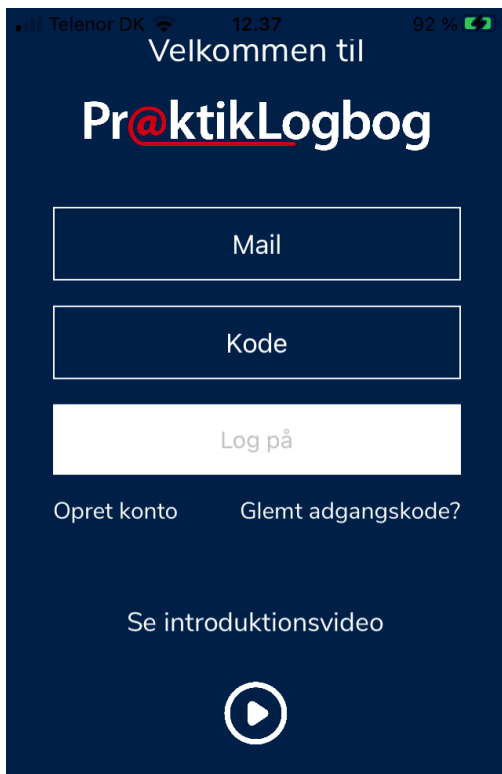 Telenor DK 12.37 92 %
Velkommen til
Pr@ktikLogbog
Mail
Kode
Log på
Opret konto Glemt adgangskode?
Se introduktionsvideo